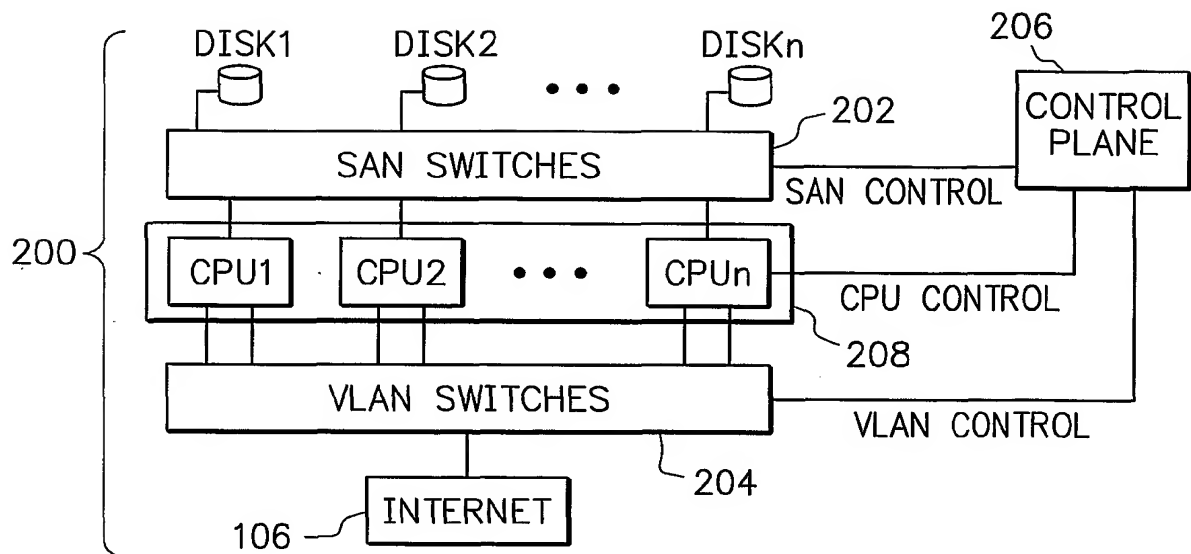 DISK1 DISK2 • • • DISKn
206
CONTROL
PLANE
202
SAN SWITCHES
SAN CONTROL
200
CPU1 CPU2 • • • CPUn
CPU CONTROL
208
VLAN SWITCHES
VLAN CONTROL
204
INTERNET
106